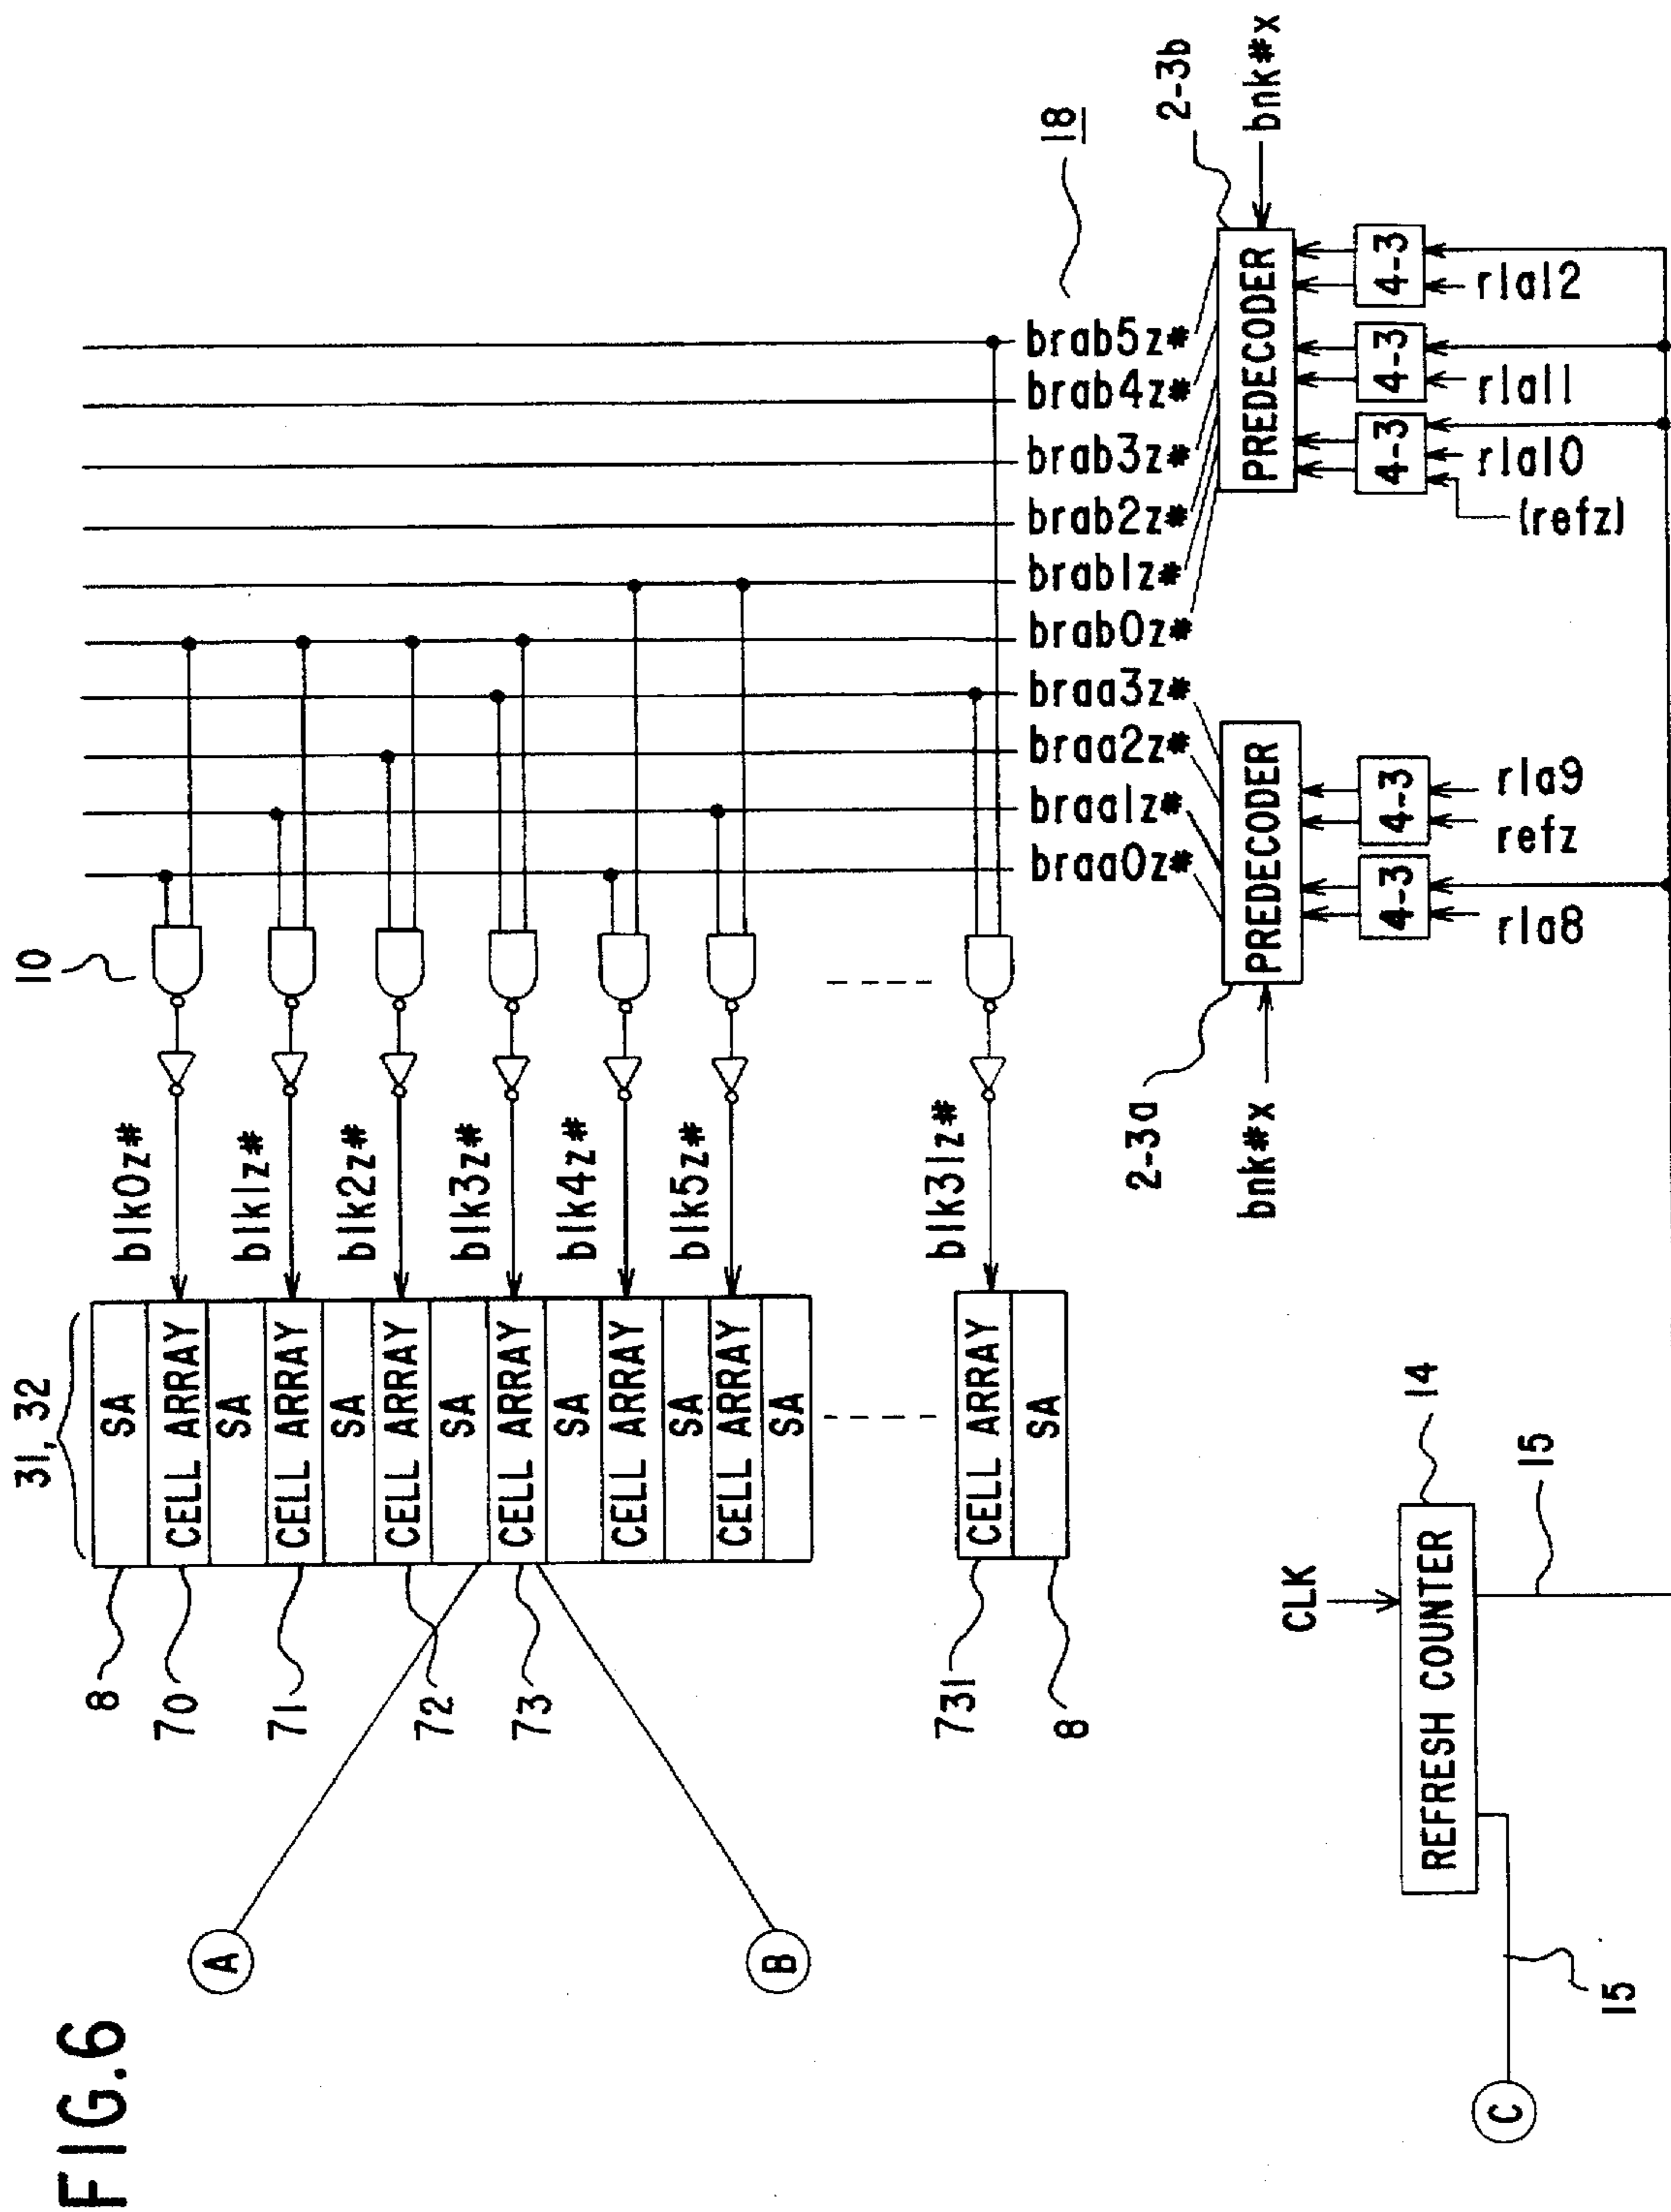 FIG.6
31, 32
10
8
SA
70
CELL ARRAY
blk0z#
SA
71
CELL ARRAY
blk1z#
SA
72
CELL ARRAY
blk2z#
SA
73
CELL ARRAY
blk3z#
SA
CELL ARRAY
blk4z#
SA
CELL ARRAY
blk5z#
SA
731
CELL ARRAY
blk31z#
8
SA
A
B
braa0z#
braa1z#
braa2z#
braa3z#
brab0z#
brab1z#
brab2z#
brab3z#
brab4z#
brab5z#
18
2-3a
bnk#x
PREDECODER
PREDECODER
2-3b
bnk#x
4-3
4-3
4-3
4-3
4-3
rla8
refz
rla9
(refz)
rla10
rla11
rla12
CLK
REFRESH COUNTER
14
15
15
C